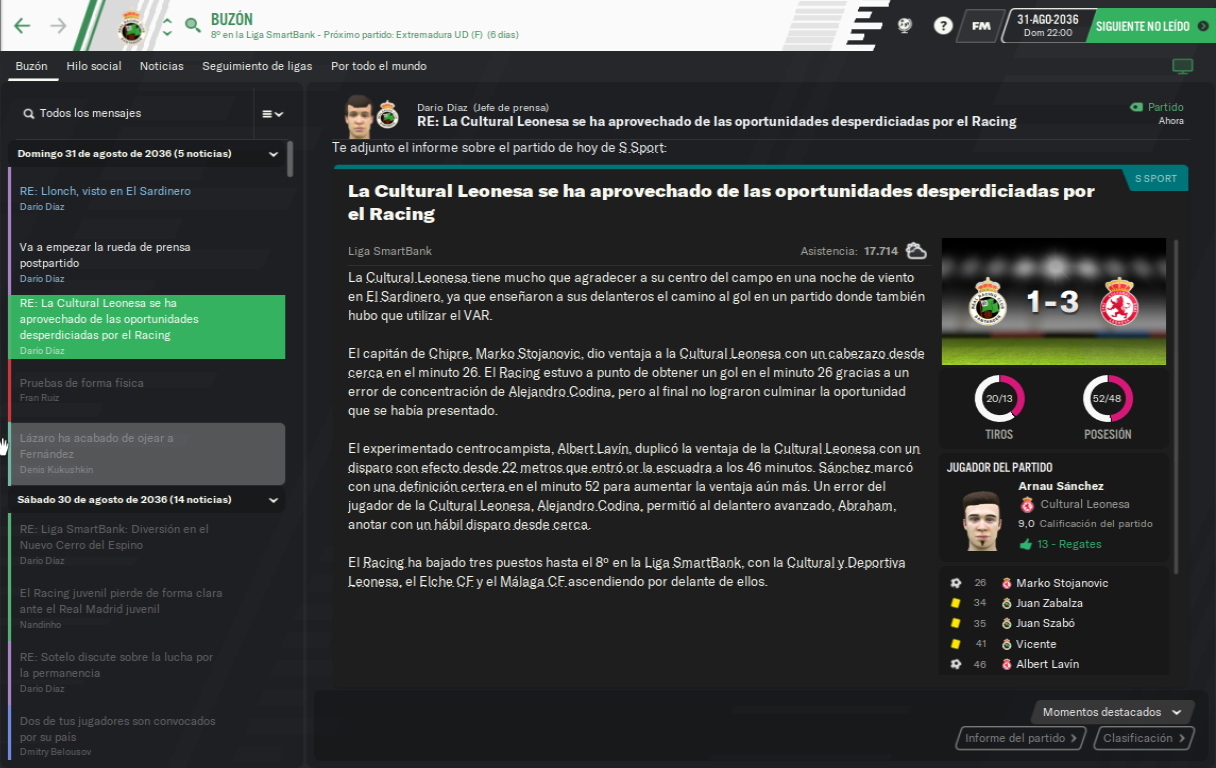 BUZÓN
8º en la Liga SmartBank - Próximo partido: Extremadura UD (F) (6 días)
FM
31-AGO-2036
Dom 22:00
SIGUIENTE NO LEÍDO
Buzón
Hilo social
Noticias
Seguimiento de ligas
Por todo el mundo
Todos los mensajes
Domingo 31 de agosto de 2036 (5 noticias)
RE: Llonch, visto en El Sardinero
Darío Díaz
Va a empezar la rueda de prensa
postpartido
Darío Díaz
RE: La Cultural Leonesa se ha
aprovechado de las oportunidades
desperdiciadas por el Racing
Darío Díaz
Pruebas de forma física
Fran Ruiz
Lázaro ha acabado de ojear a
Fernández
Denis Kukushkin
Sábado 30 de agosto de 2036 (14 noticias)
RE: Liga SmartBank: Diversión en el
Nuevo Cerro del Espino
Darío Díaz
El Racing juvenil pierde de forma clara
ante el Real Madrid juvenil
Nandinho
RE: Sotelo discute sobre la lucha por
la permanencia
Darío Díaz
Dos de tus jugadores son convocados
por su país
Dmitry Belousov
Darío Díaz (Jefe de prensa)
RE: La Cultural Leonesa se ha aprovechado de las oportunidades desperdiciadas por el Racing
Partido
Ahora
Te adjunto el informe sobre el partido de hoy de S Sport:
S SPORT
La Cultural Leonesa se ha aprovechado de las oportunidades desperdiciadas por
el Racing
Liga SmartBank
Asistencia: 17.714
La Cultural Leonesa tiene mucho que agradecer a su centro del campo en una noche de viento
en El Sardinero, ya que enseñaron a sus delanteros el camino al gol en un partido donde también
hubo que utilizar el VAR.
El capitán de Chipre, Marko Stojanovic, dio ventaja a la Cultural Leonesa con un cabezazo desde
cerca en el minuto 26. El Racing estuvo a punto de obtener un gol en el minuto 26 gracias a un
error de concentración de Alejandro Codina, pero al final no lograron culminar la oportunidad
que se había presentado.
El experimentado centrocampista, Albert Lavín, duplicó la ventaja de la Cultural Leonesa con un
disparo con efecto desde 22 metros que entró or la escuadra a los 46 minutos. Sánchez marcó
con una definición certera en el minuto 52 para aumentar la ventaja aún más. Un error del
jugador de la Cultural Leonesa, Alejandro Codina, permitió al delantero avanzado, Abraham,
anotar con un hábil disparo desde cerca.
El Racing ha bajado tres puestos hasta el 8º en la Liga SmartBank, con la Cultural y Deportiva
Leonesa, el Elche CF y el Málaga CF ascendiendo por delante de ellos.
1-3
20/13
52/48
TIROS
POSESIÓN
JUGADOR DEL PARTIDO
Arnau Sánchez
Cultural Leonesa
9,0 Calificación del partido
13 - Regates
26 Marko Stojanovic
34 Juan Zabalza
35 Juan Szabó
41 Vicente
46 Albert Lavín
Momentos destacados
Informe del partido
Clasificación